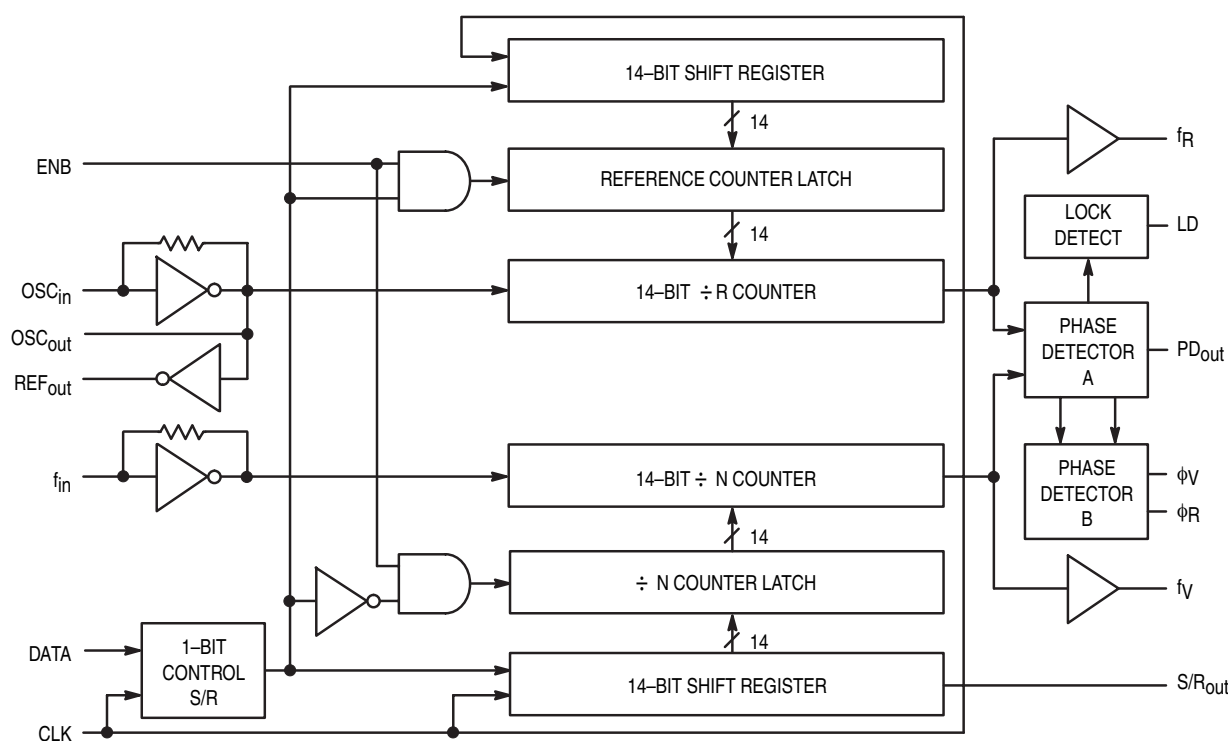 14–BIT SHIFT REGISTER
14
ENB
REFERENCE COUNTER LATCH
fR
LOCK
DETECT
LD
14
OSCin
14–BIT ÷ R COUNTER
OSCout
PHASE
DETECTOR
A
PDout
REFout
fin
14–BIT ÷ N COUNTER
PHASE
DETECTOR
B
ϕV
ϕR
14
÷ N COUNTER LATCH
fV
14
DATA
1–BIT
CONTROL
S/R
14–BIT SHIFT REGISTER
S/Rout
CLK